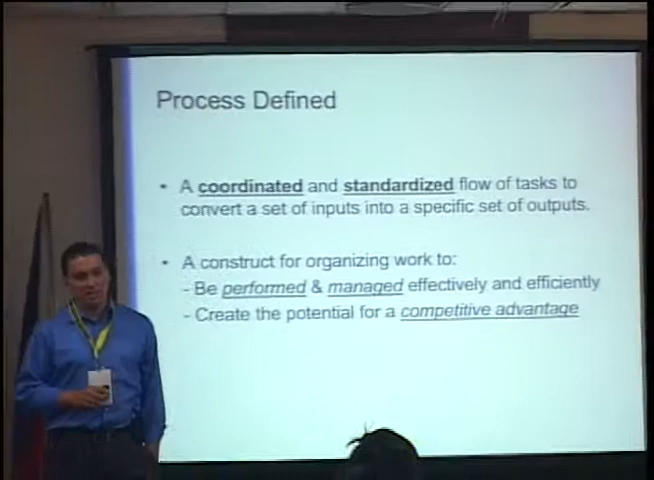 Process Defined
• A coordinated and standardized flow of tasks to
convert a set of inputs into a specific set of outputs.
• A construct for organizing work to:
- Be performed & managed effectively and efficiently
- Create the potential for a competitive advantage